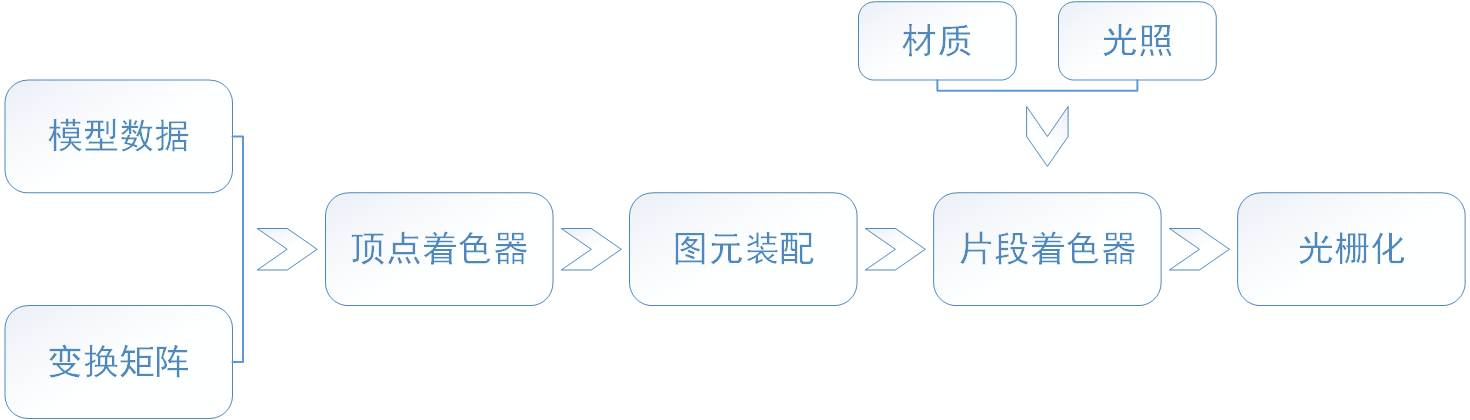 材质
光照
模型数据
变换矩阵
顶点着色器
图元装配
片段着色器
光栅化